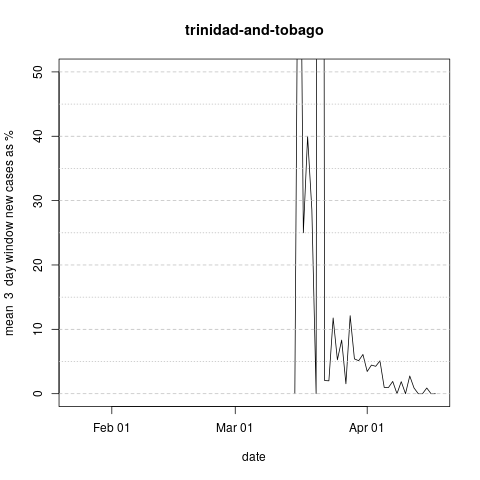 trinidad-and-tobago
mean 3 day window new cases as %
50
40
30
20
10
0
Feb 01
Mar 01
Apr 01
date